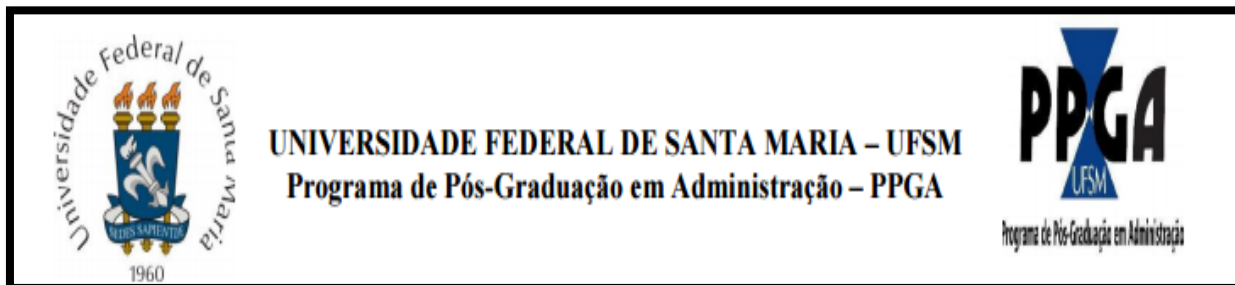 Universidade Federal de Santa Maria
SEDES SAPIENTIA
1960
UNIVERSIDADE FEDERAL DE SANTA MARIA – UFSM
Programa de Pós-Graduação em Administração – PPGA
PPGA
UFSM
Programa de Pós-Graduação em Administração